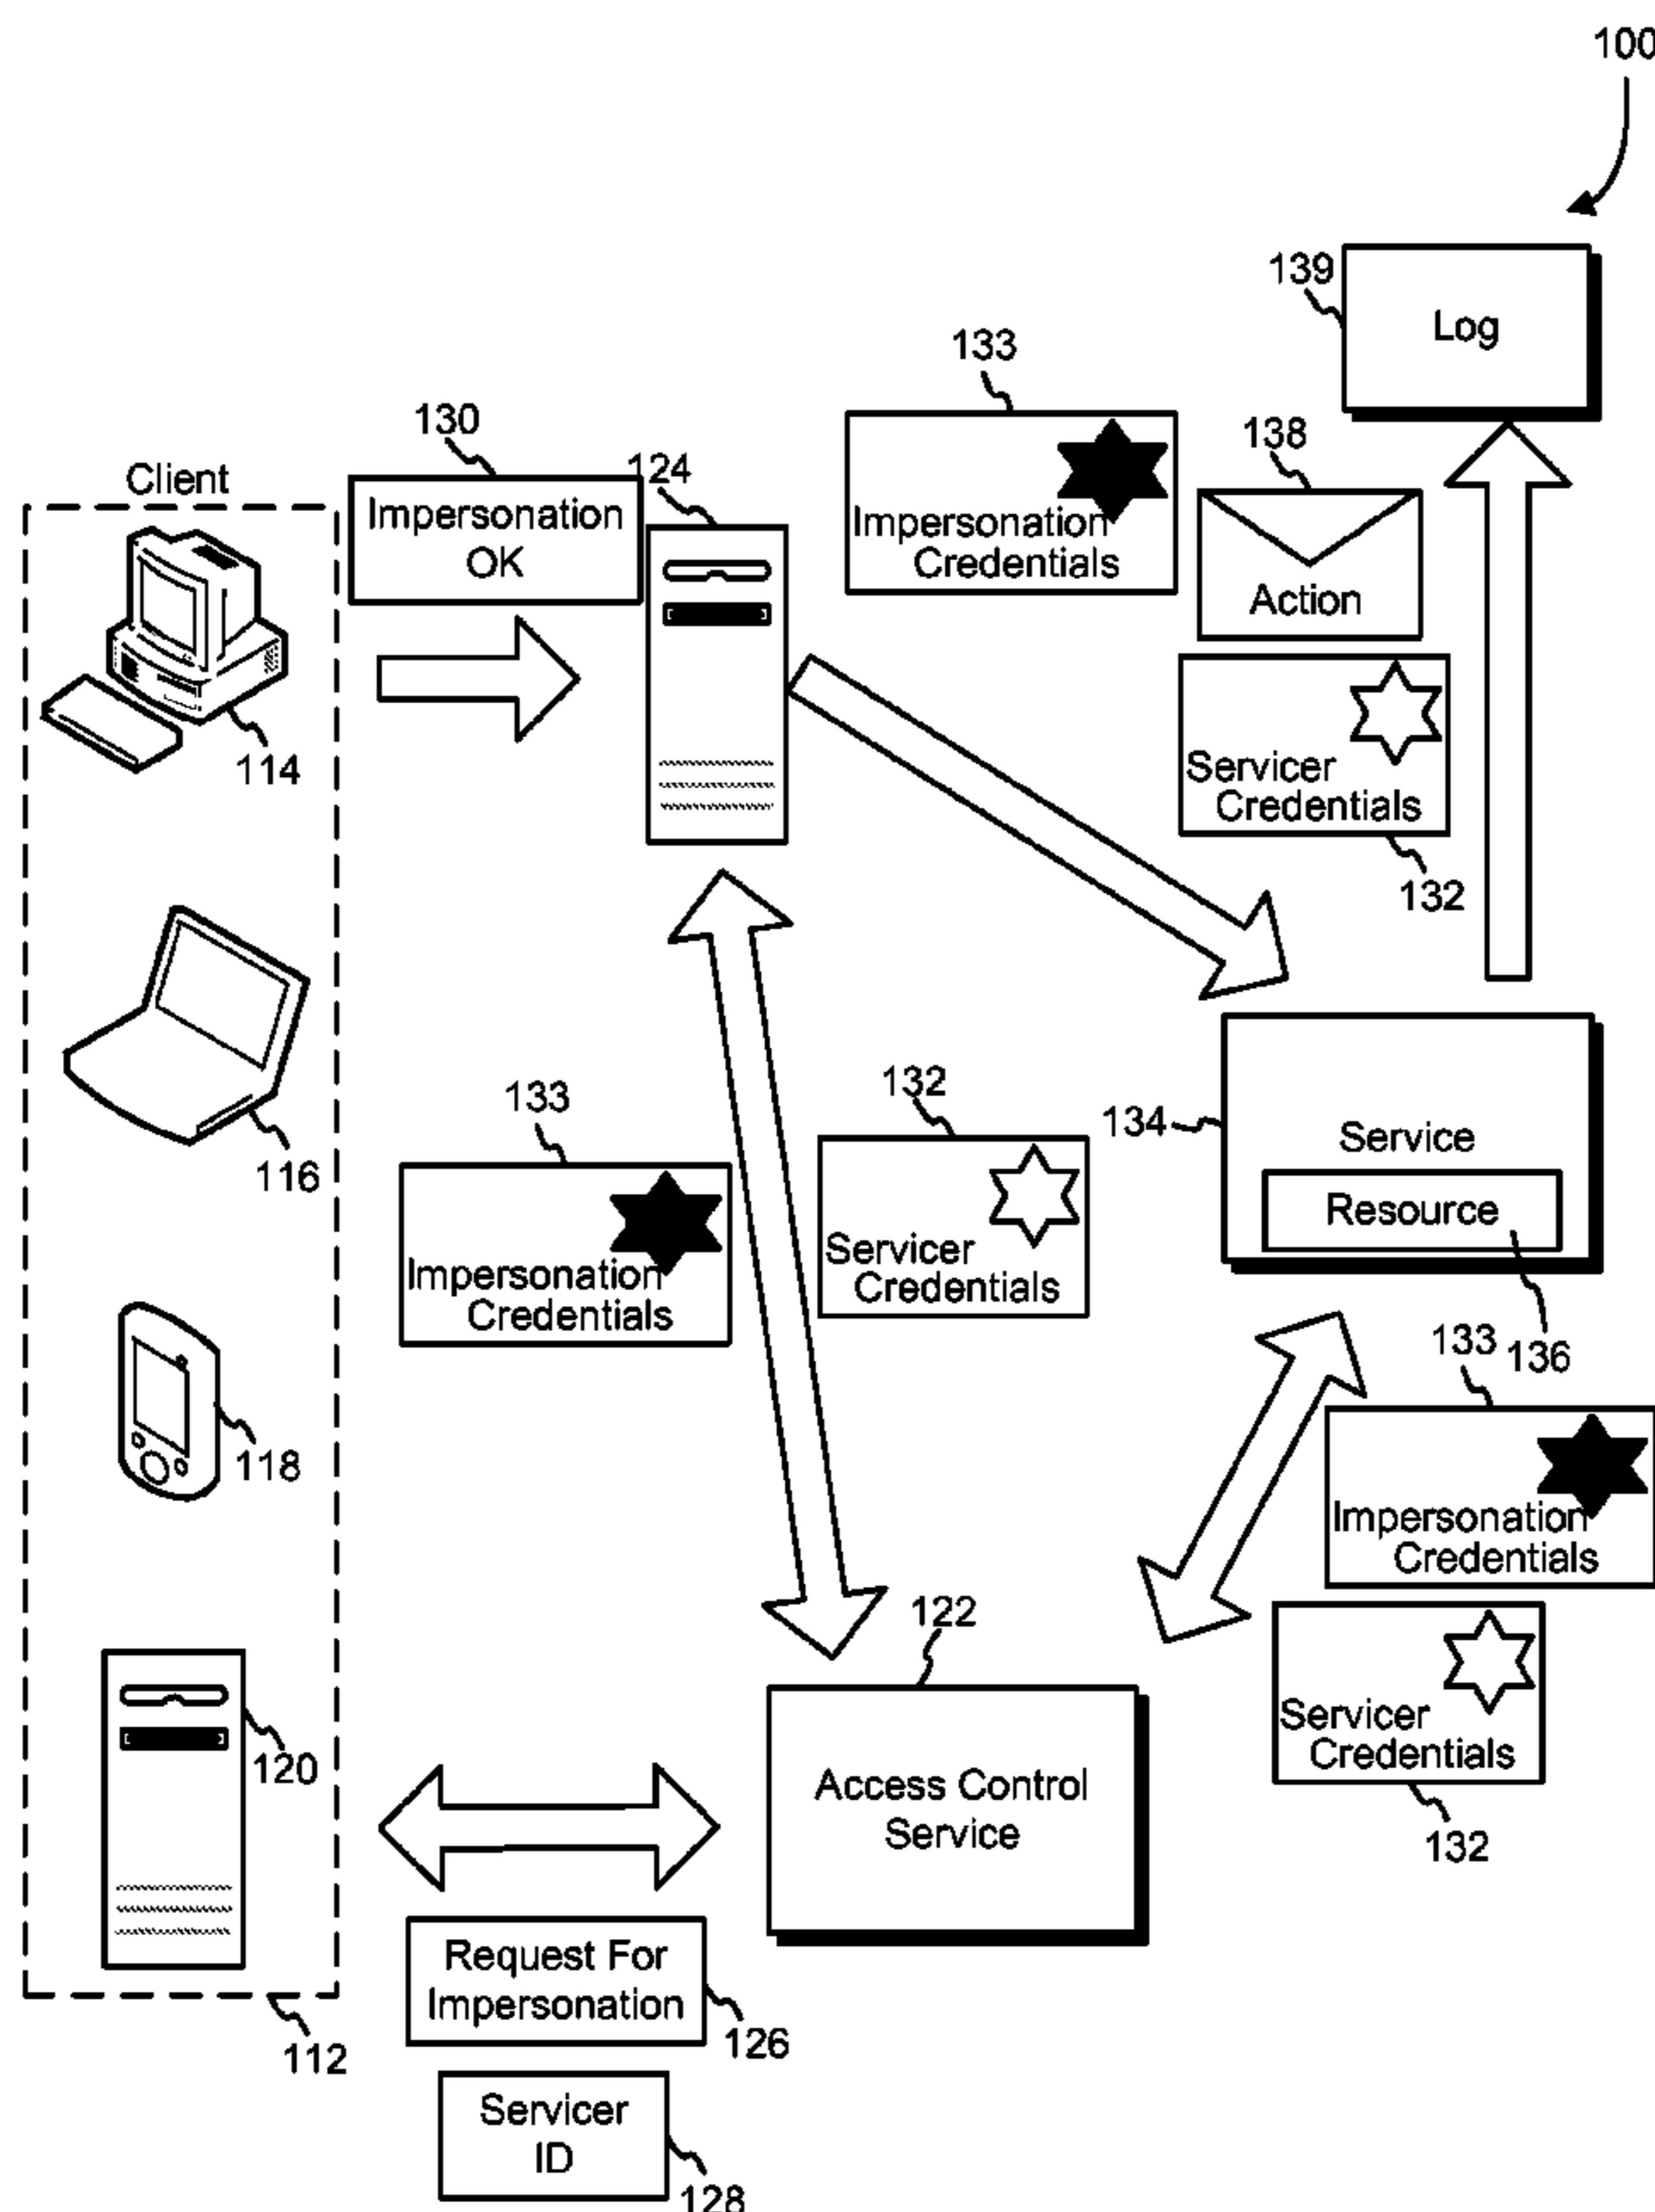 100
139
Log
133
130
138
Client
124
Impersonation
OK
Impersonation
Credentials
Action
114
Servicer
Credentials
132
133
132
134
Service
116
Resource
Servicer
Credentials
Impersonation
Credentials
133
136
118
Impersonation
Credentials
122
Servicer
Credentials
120
Access Control
Service
132
Request For
Impersonation
126
112
Servicer
ID
128